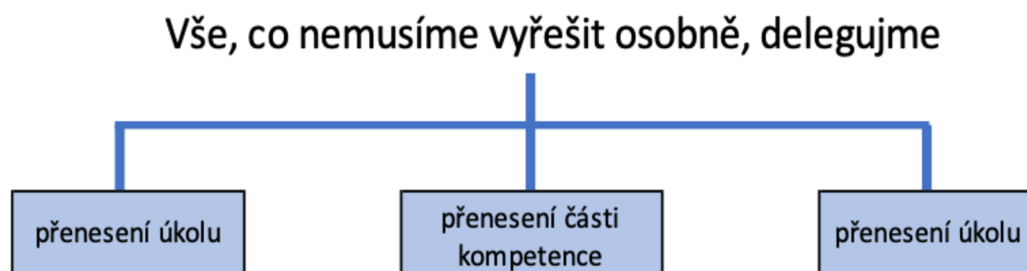 Vše, co nemusíme vyřešit osobně, delegujme
přenesení úkolu
přenesení části
kompetence
přenesení úkolu